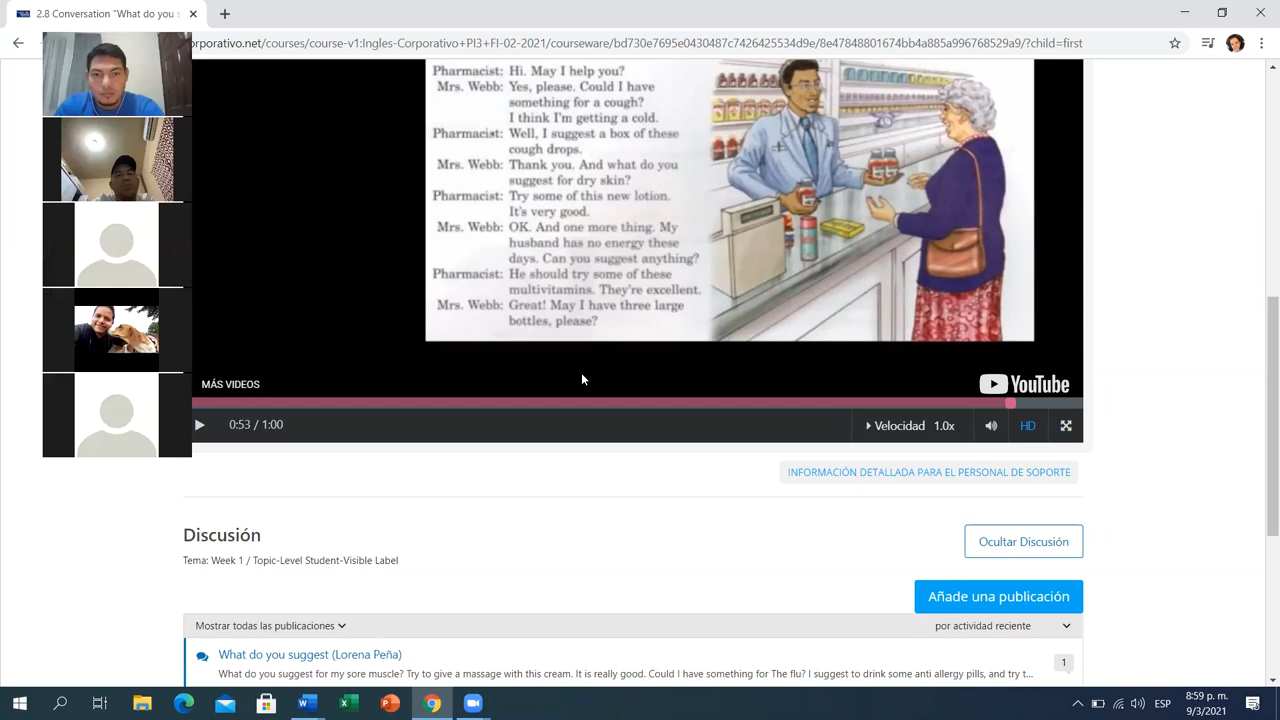 2.8 Conversation "What do you s
orporativo.net/courses/course-v1:Ingles-Corporativo+PI3+FI-02-2021/courseware/bd730e7695e0430487c7426425534d9e/8e47848801674bb4a885a996768529a9/?child=first
Pharmacist: Hi. May I help you?
Mrs. Webb: Yes, please. Could I have
something for a cough?
I think I'm getting a cold.
Pharmacist: Well, I suggest a box of these
cough drops.
Mrs. Webb: Thank you. And what do you
suggest for dry skin?
Pharmacist: Try some of this new lotion.
It's very good.
Mrs. Webb: OK. And one more thing. My
husband has no energy these
days. Can you suggest anything?
Pharmacist: He should try some of these
multivitamins. They're excellent.
Mrs. Webb: Great! May I have three large
bottles, please?
MÁS VIDEOS
YouTube
0:53 / 1:00
Velocidad 1.0x
HD
INFORMACIÓN DETALLADA PARA EL PERSONAL DE SOPORTE
Discusión
Ocultar Discusión
Tema: Week 1 / Topic-Level Student-Visible Label
Añade una publicación
Mostrar todas las publicaciones
por actividad reciente
What do you suggest (Lorena Peña)
1
What do you suggest for my sore muscle? Try to give a massage with this cream. It is really good. Could I have something for The flu? I suggest to drink some anti allergy pills, and try t...
ESP
8:59 p. m.
9/3/2021